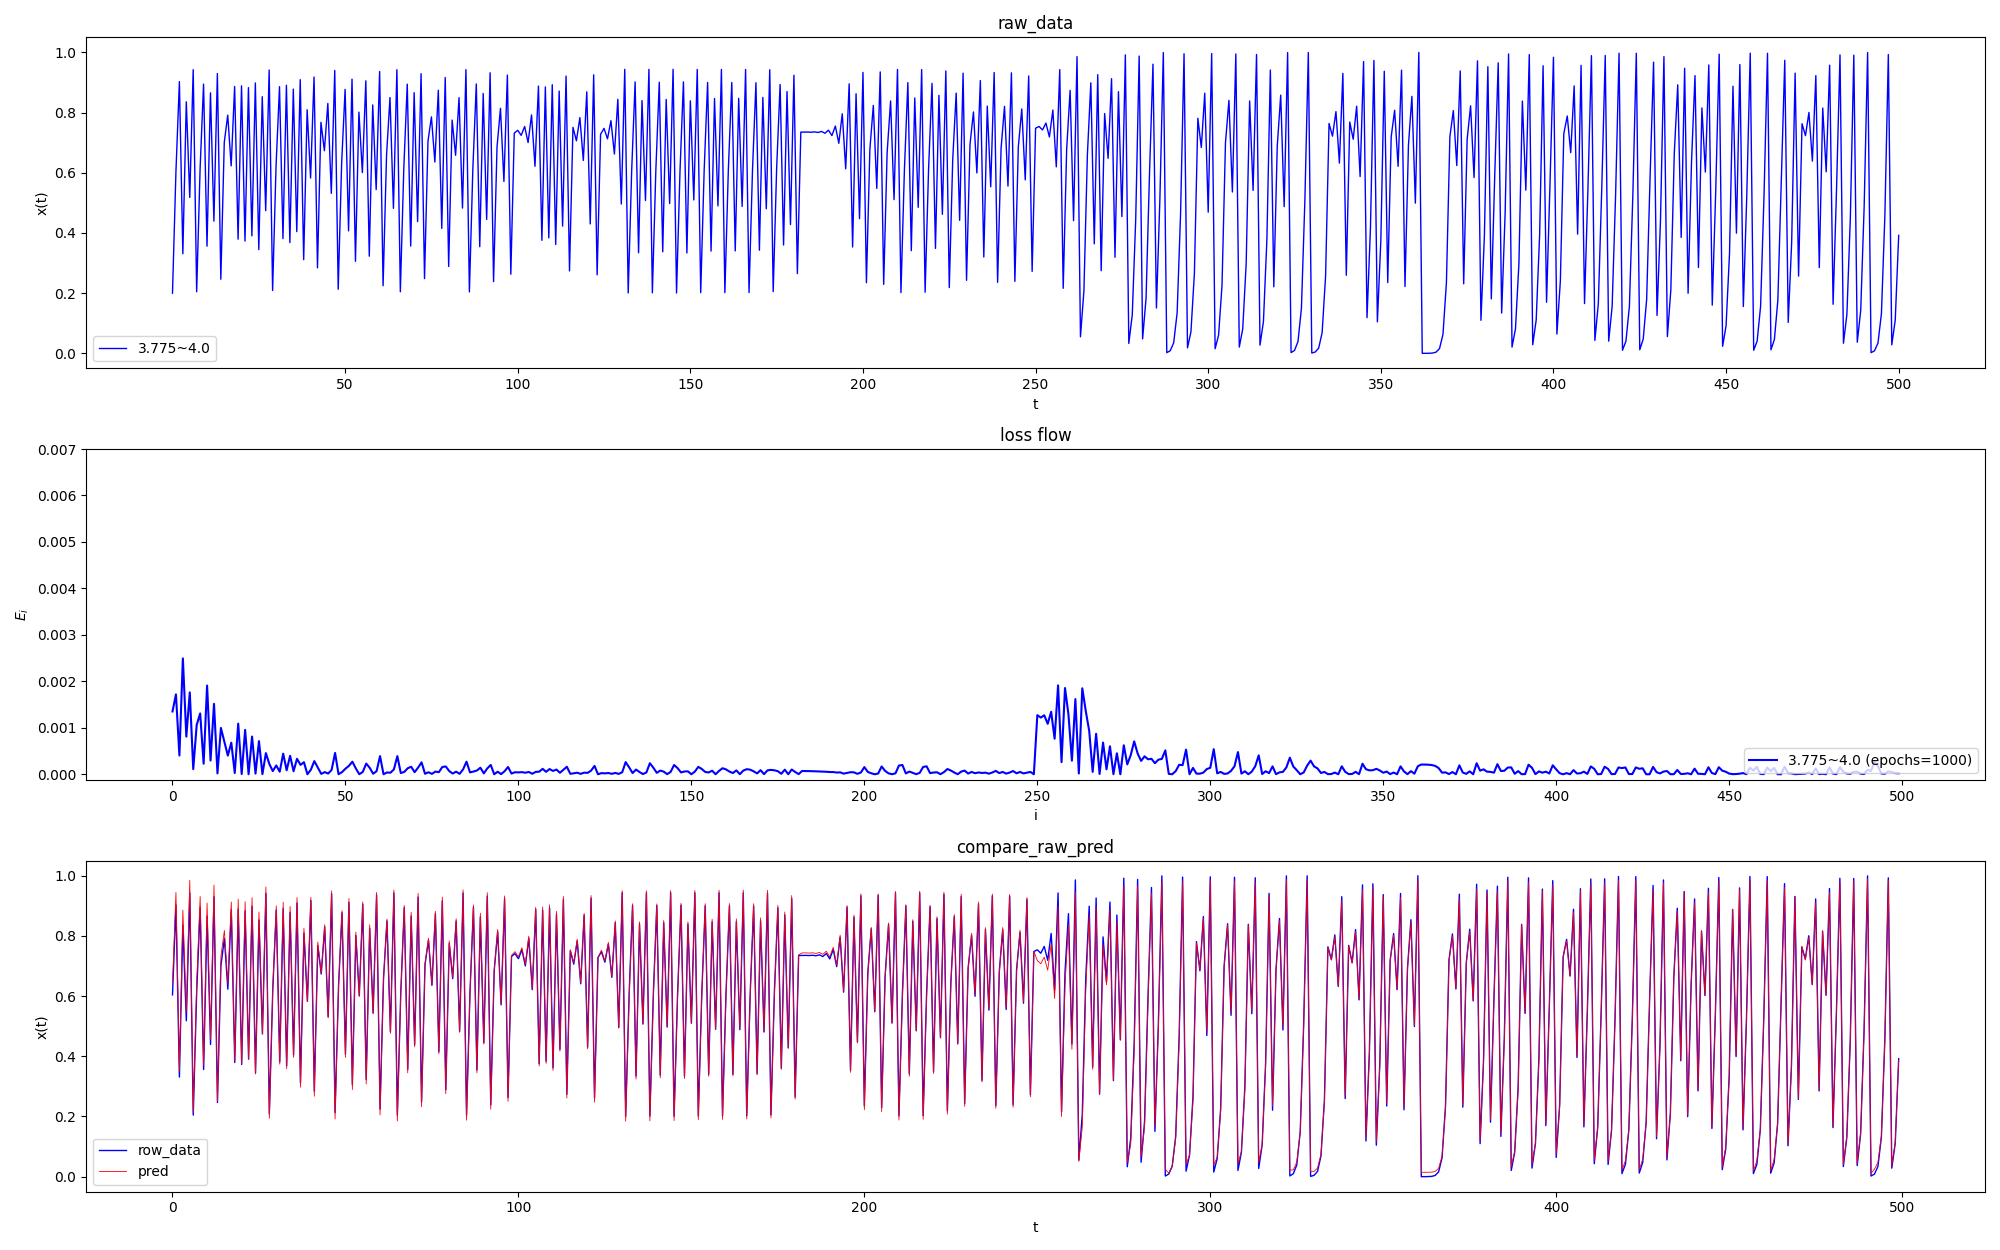 raw_data
1.0
0.8
0.6
0.4
0.2
0.0
x(t)
3.775~4.0
50 100 150 200 250 300 350 400 450 500
t
loss flow
0.007
0.006
0.005
0.004
0.003
0.002
0.001
0.000
E_i
3.775~4.0 (epochs=1000)
0 50 100 150 200 250 300 350 400 450 500
i
compare_raw_pred
1.0
0.8
0.6
0.4
0.2
0.0
x(t)
row_data
pred
0 100 200 300 400 500
t